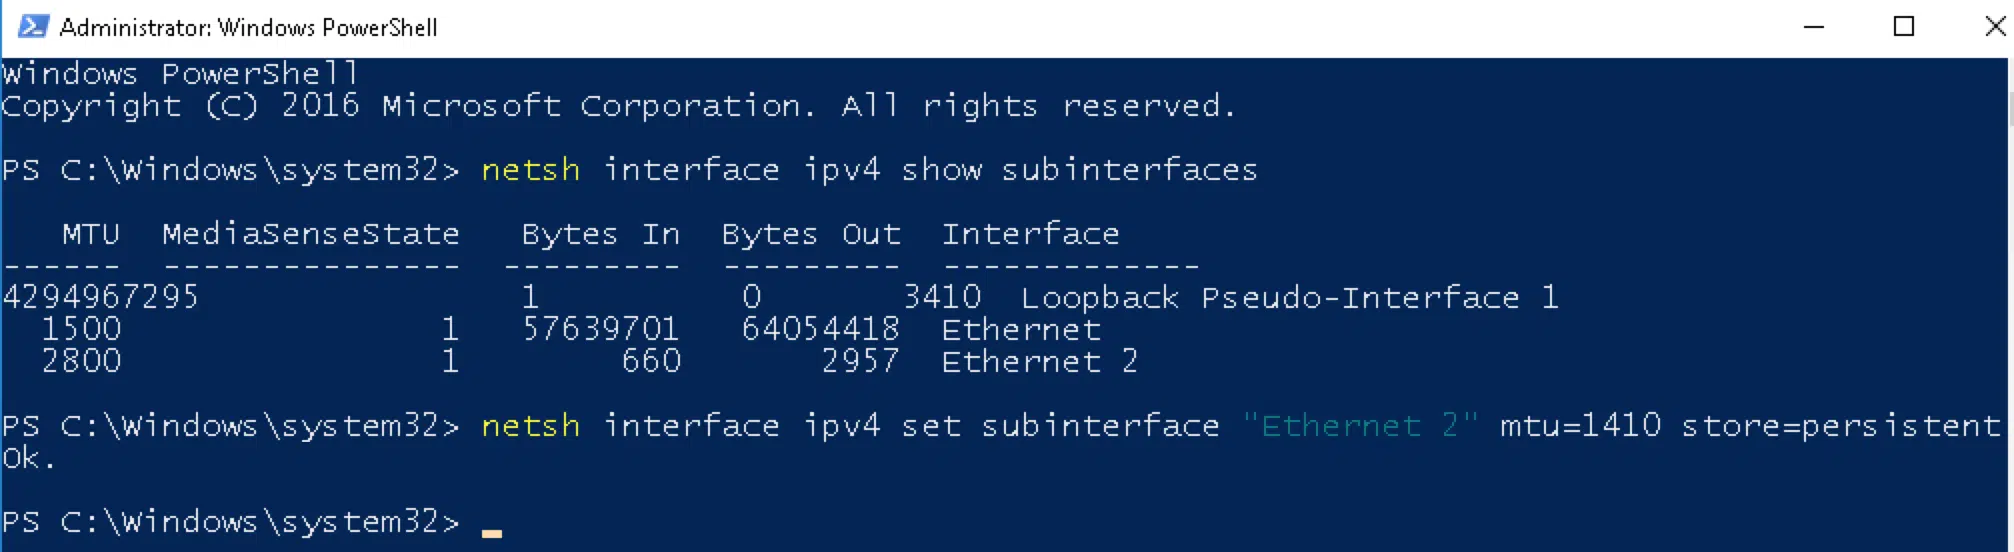 Administrator: Windows PowerShell
Windows PowerShell
Copyright (C) 2016 Microsoft Corporation. All rights reserved.
PS C:\Windows\system32> netsh interface ipv4 show subinterfaces
   MTU  MediaSenseState   Bytes In  Bytes Out  Interface
------  ---------------  ---------  ---------  -------------
4294967295                1          0       3410  Loopback Pseudo-Interface 1
  1500                1   57639701   64054418  Ethernet
  2800                1        660       2957  Ethernet 2
PS C:\Windows\system32> netsh interface ipv4 set subinterface "Ethernet 2" mtu=1410 store=persistent
Ok.
PS C:\Windows\system32> _